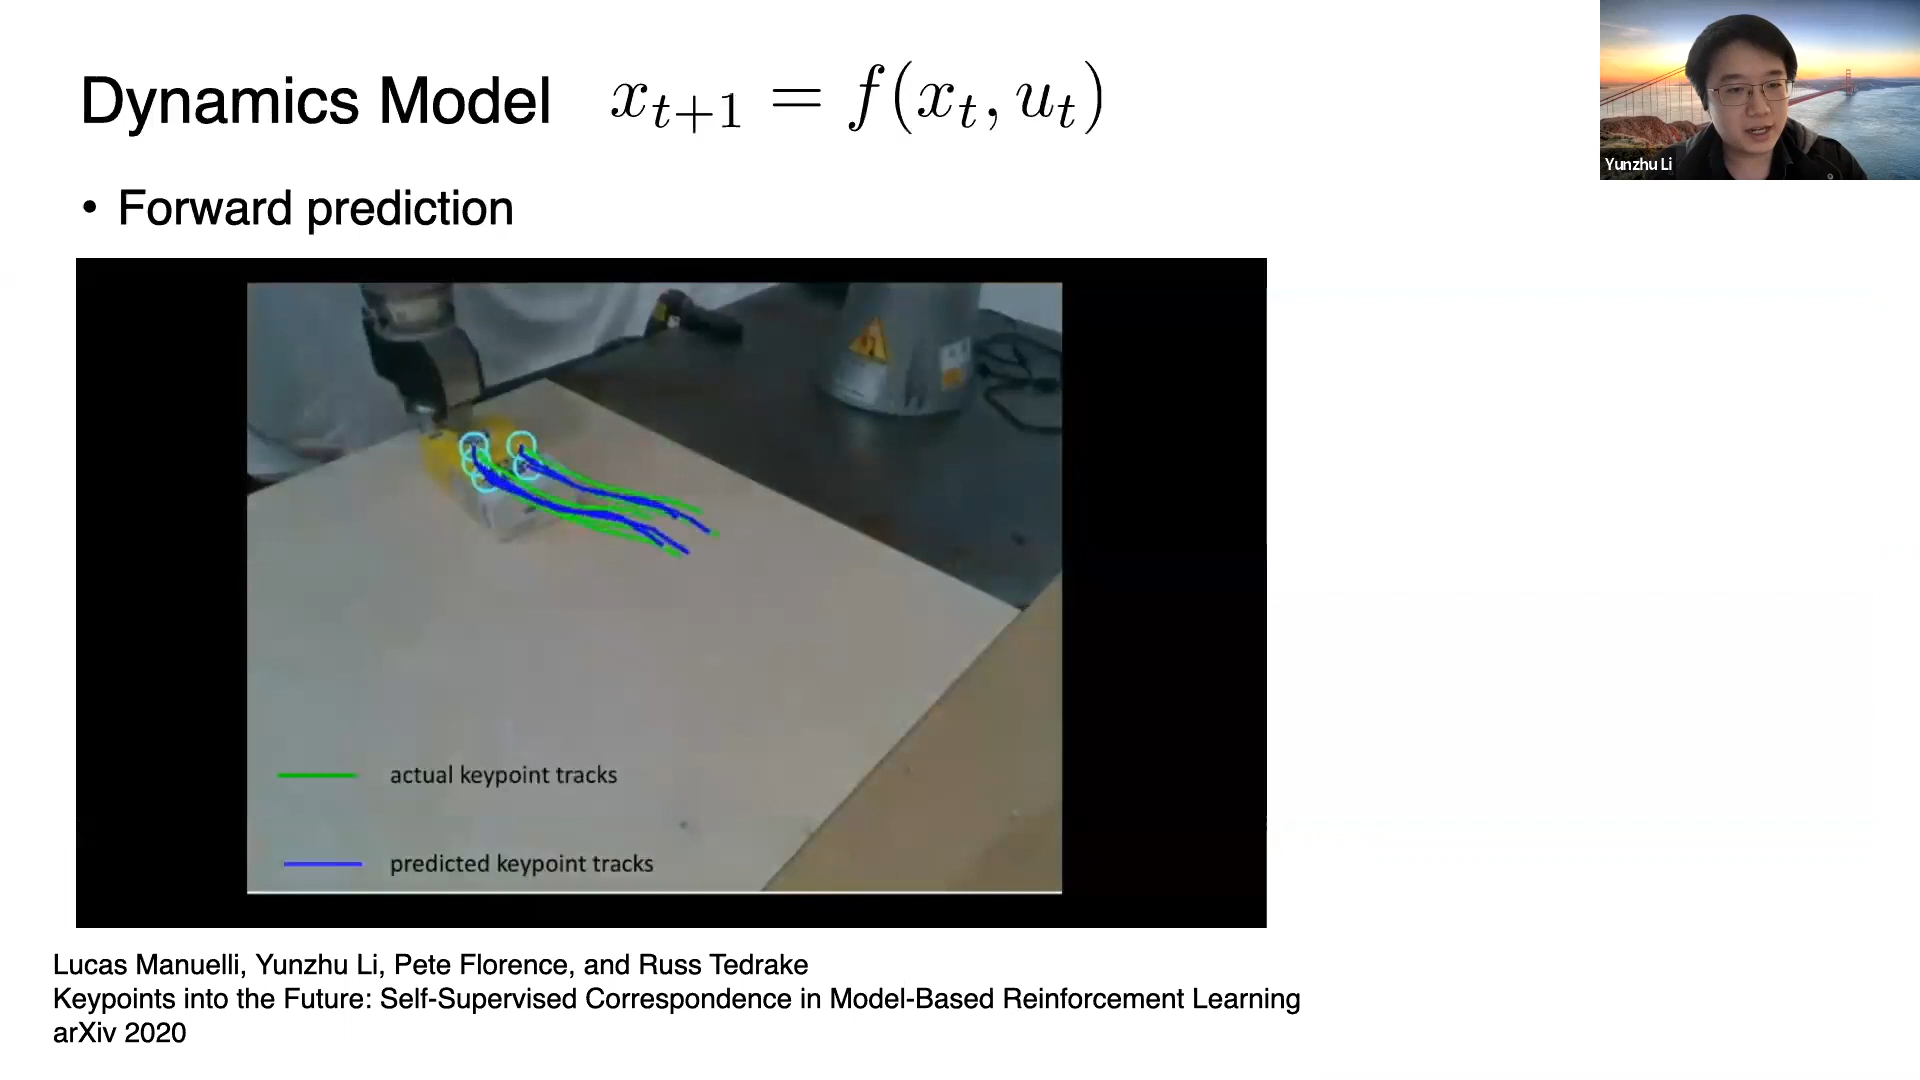 Dynamics Model x_{t+1} = f(x_t, u_t)
Yunzhu Li
• Forward prediction
actual keypoint tracks
predicted keypoint tracks
Lucas Manuelli, Yunzhu Li, Pete Florence, and Russ Tedrake
Keypoints into the Future: Self-Supervised Correspondence in Model-Based Reinforcement Learning
arXiv 2020